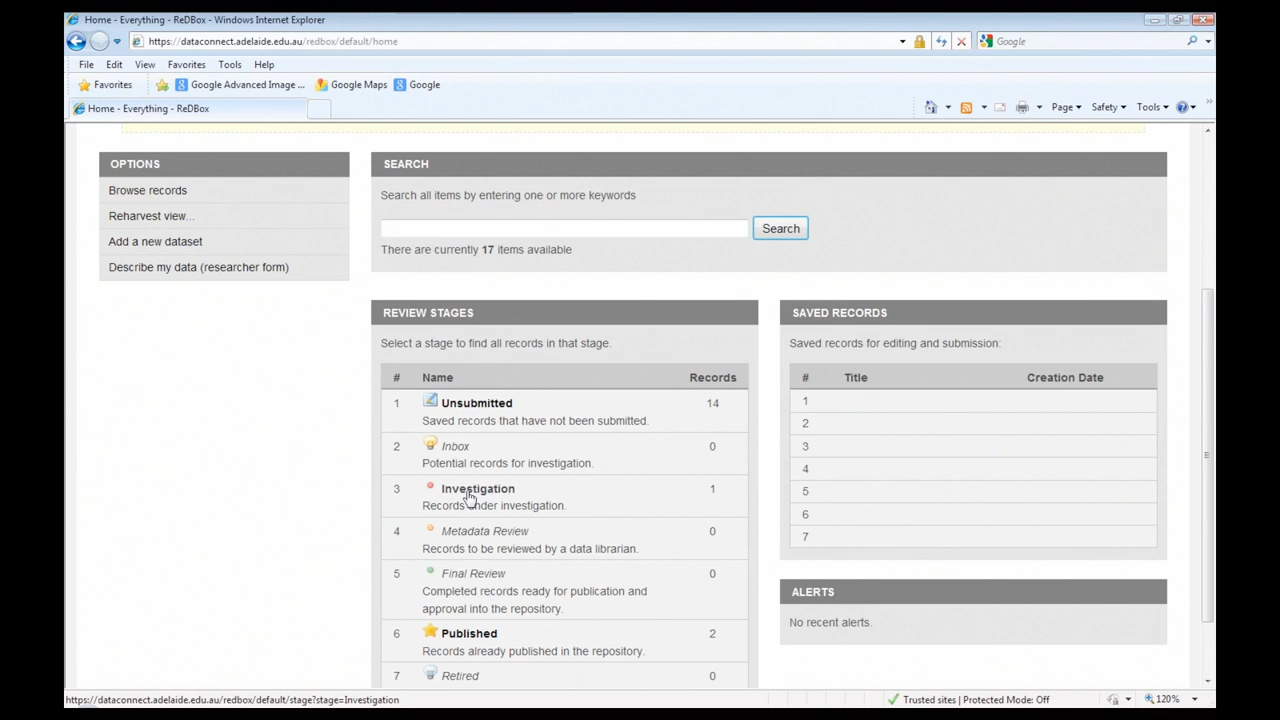 Home - Everything - ReDBox - Windows Internet Explorer
https://dataconnect.adelaide.edu.au/redbox/default/home
Google
File Edit View Favorites Tools Help
Favorites Google Advanced Image ... Google Maps Google
Home - Everything - ReDBox
Page Safety Tools
OPTIONS
Browse records
Reharvest view...
Add a new dataset
Describe my data (researcher form)
SEARCH
Search all items by entering one or more keywords
Search
There are currently 17 items available
REVIEW STAGES
Select a stage to find all records in that stage.
# Name Records
1 Unsubmitted 14
Saved records that have not been submitted.
2 Inbox 0
Potential records for investigation.
3 Investigation 1
Records under investigation.
4 Metadata Review 0
Records to be reviewed by a data librarian.
5 Final Review 0
Completed records ready for publication and
approval into the repository.
6 Published 2
Records already published in the repository.
7 Retired 0
SAVED RECORDS
Saved records for editing and submission:
# Title Creation Date
1
2
3
4
5
6
7
ALERTS
No recent alerts.
https://dataconnect.adelaide.edu.au/redbox/default/stage?stage=Investigation
Trusted sites | Protected Mode: Off
120%